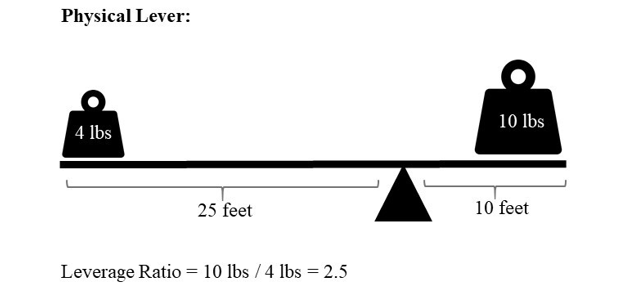 Physical Lever:
10 lbs
4 lbs
25 feet
10 feet
Leverage Ratio = 10 lbs / 4 lbs = 2.5